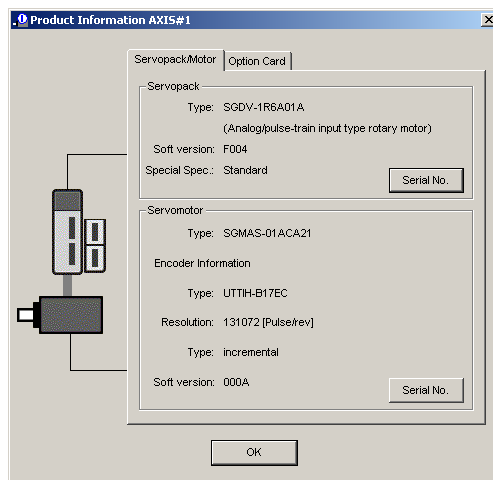 Product Information AXIS#1
Servopack/Motor Option Card
Servopack
Type: SGDV-1R6A01A
(Analog/pulse-train input type rotary motor)
Soft version: F004
Special Spec.: Standard
Serial No.
Servomotor
Type: SGMAS-01ACA21
Encoder Information
Type: UTTIH-B17EC
Resolution: 131072 [Pulse/rev]
Type: incremental
Soft version: 000A
Serial No.
OK